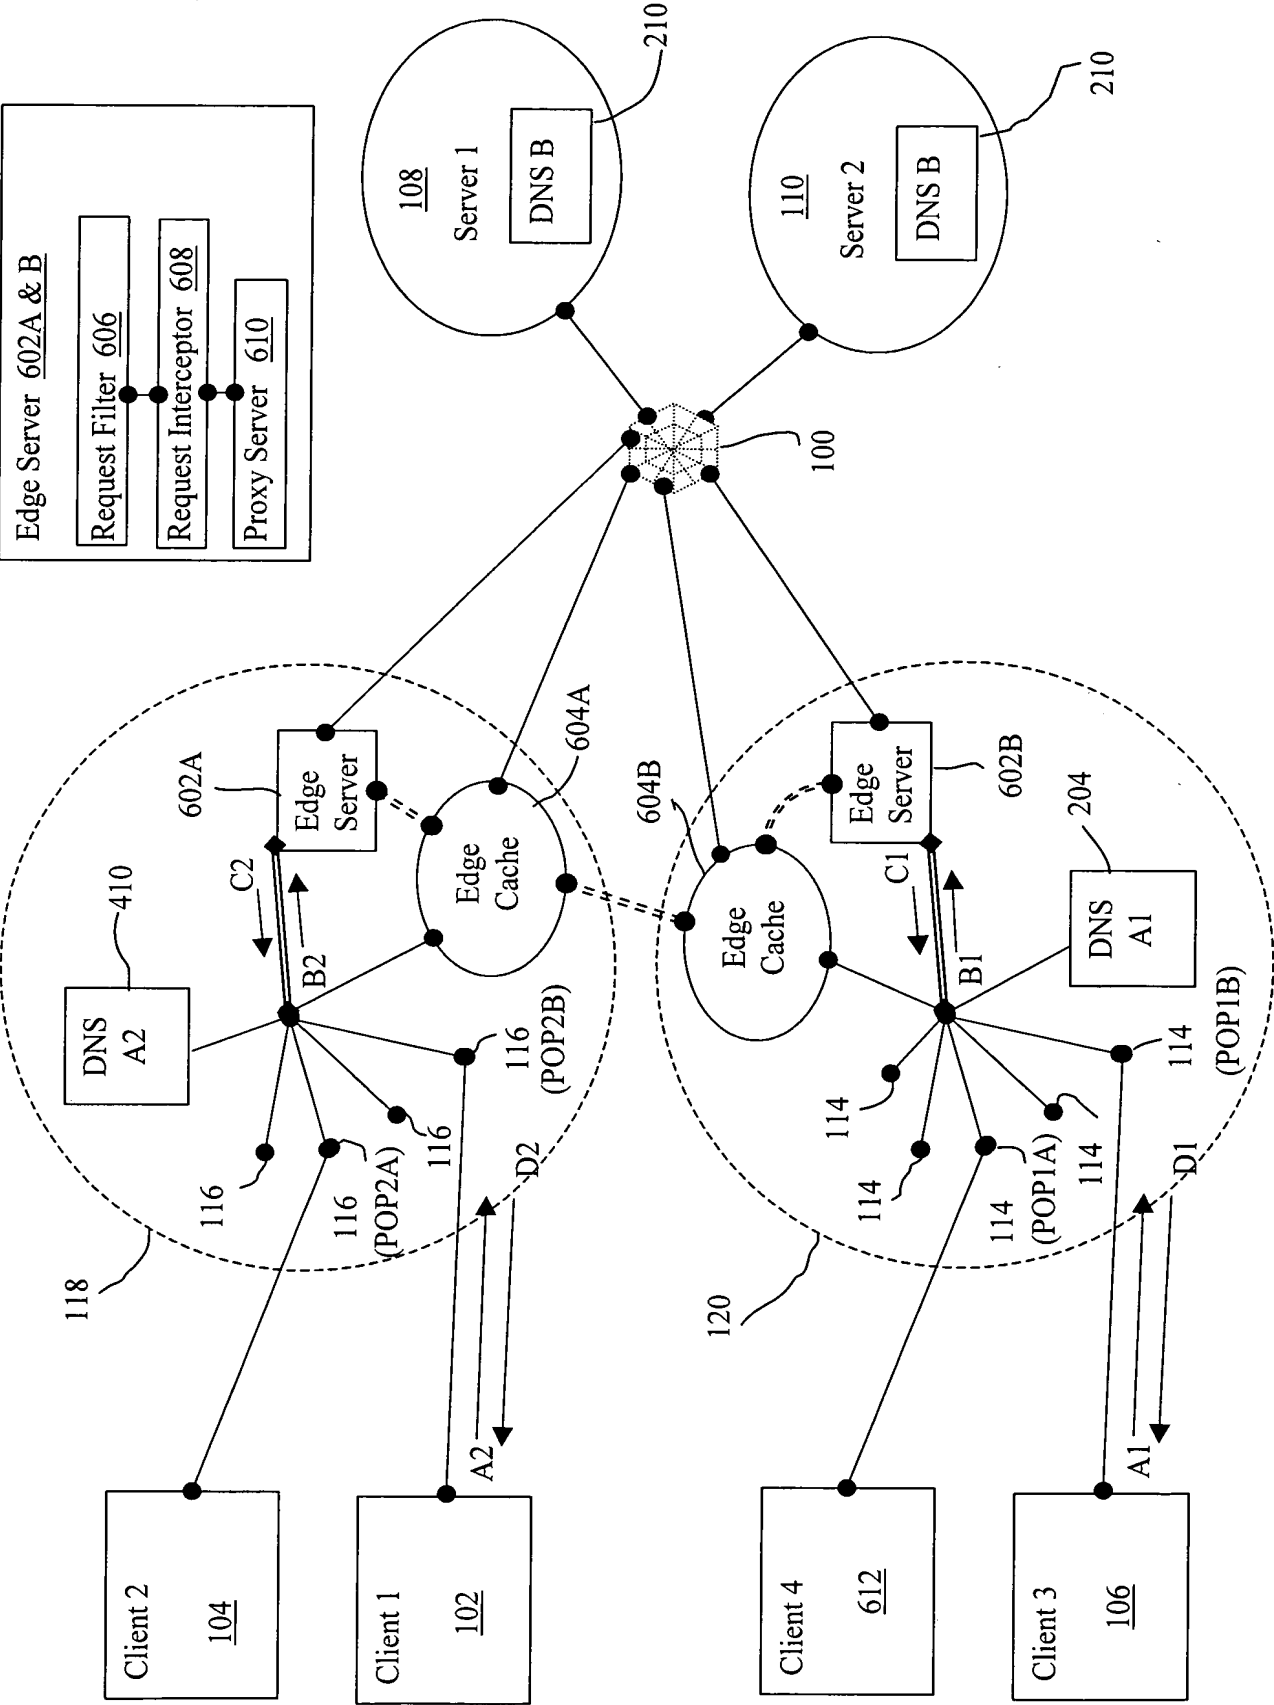 Edge Server 602A & B
Request Filter 606
Request Interceptor 608
Proxy Server 610
108
Server 1
DNS B
210
110
Server 2
DNS B
210
100
118
410
DNS
A2
C2
B2
602A
Edge
Server
604A
Edge
Cache
116
116
(POP2A)
116
116
(POP2B)
D2
A2
Client 2
104
Client 1
102
120
604B
Edge
Cache
602B
Edge
Server
C1
B1
204
DNS
A1
114
114
114
(POP1A)
114
114
(POP1B)
D1
A1
Client 4
612
Client 3
106